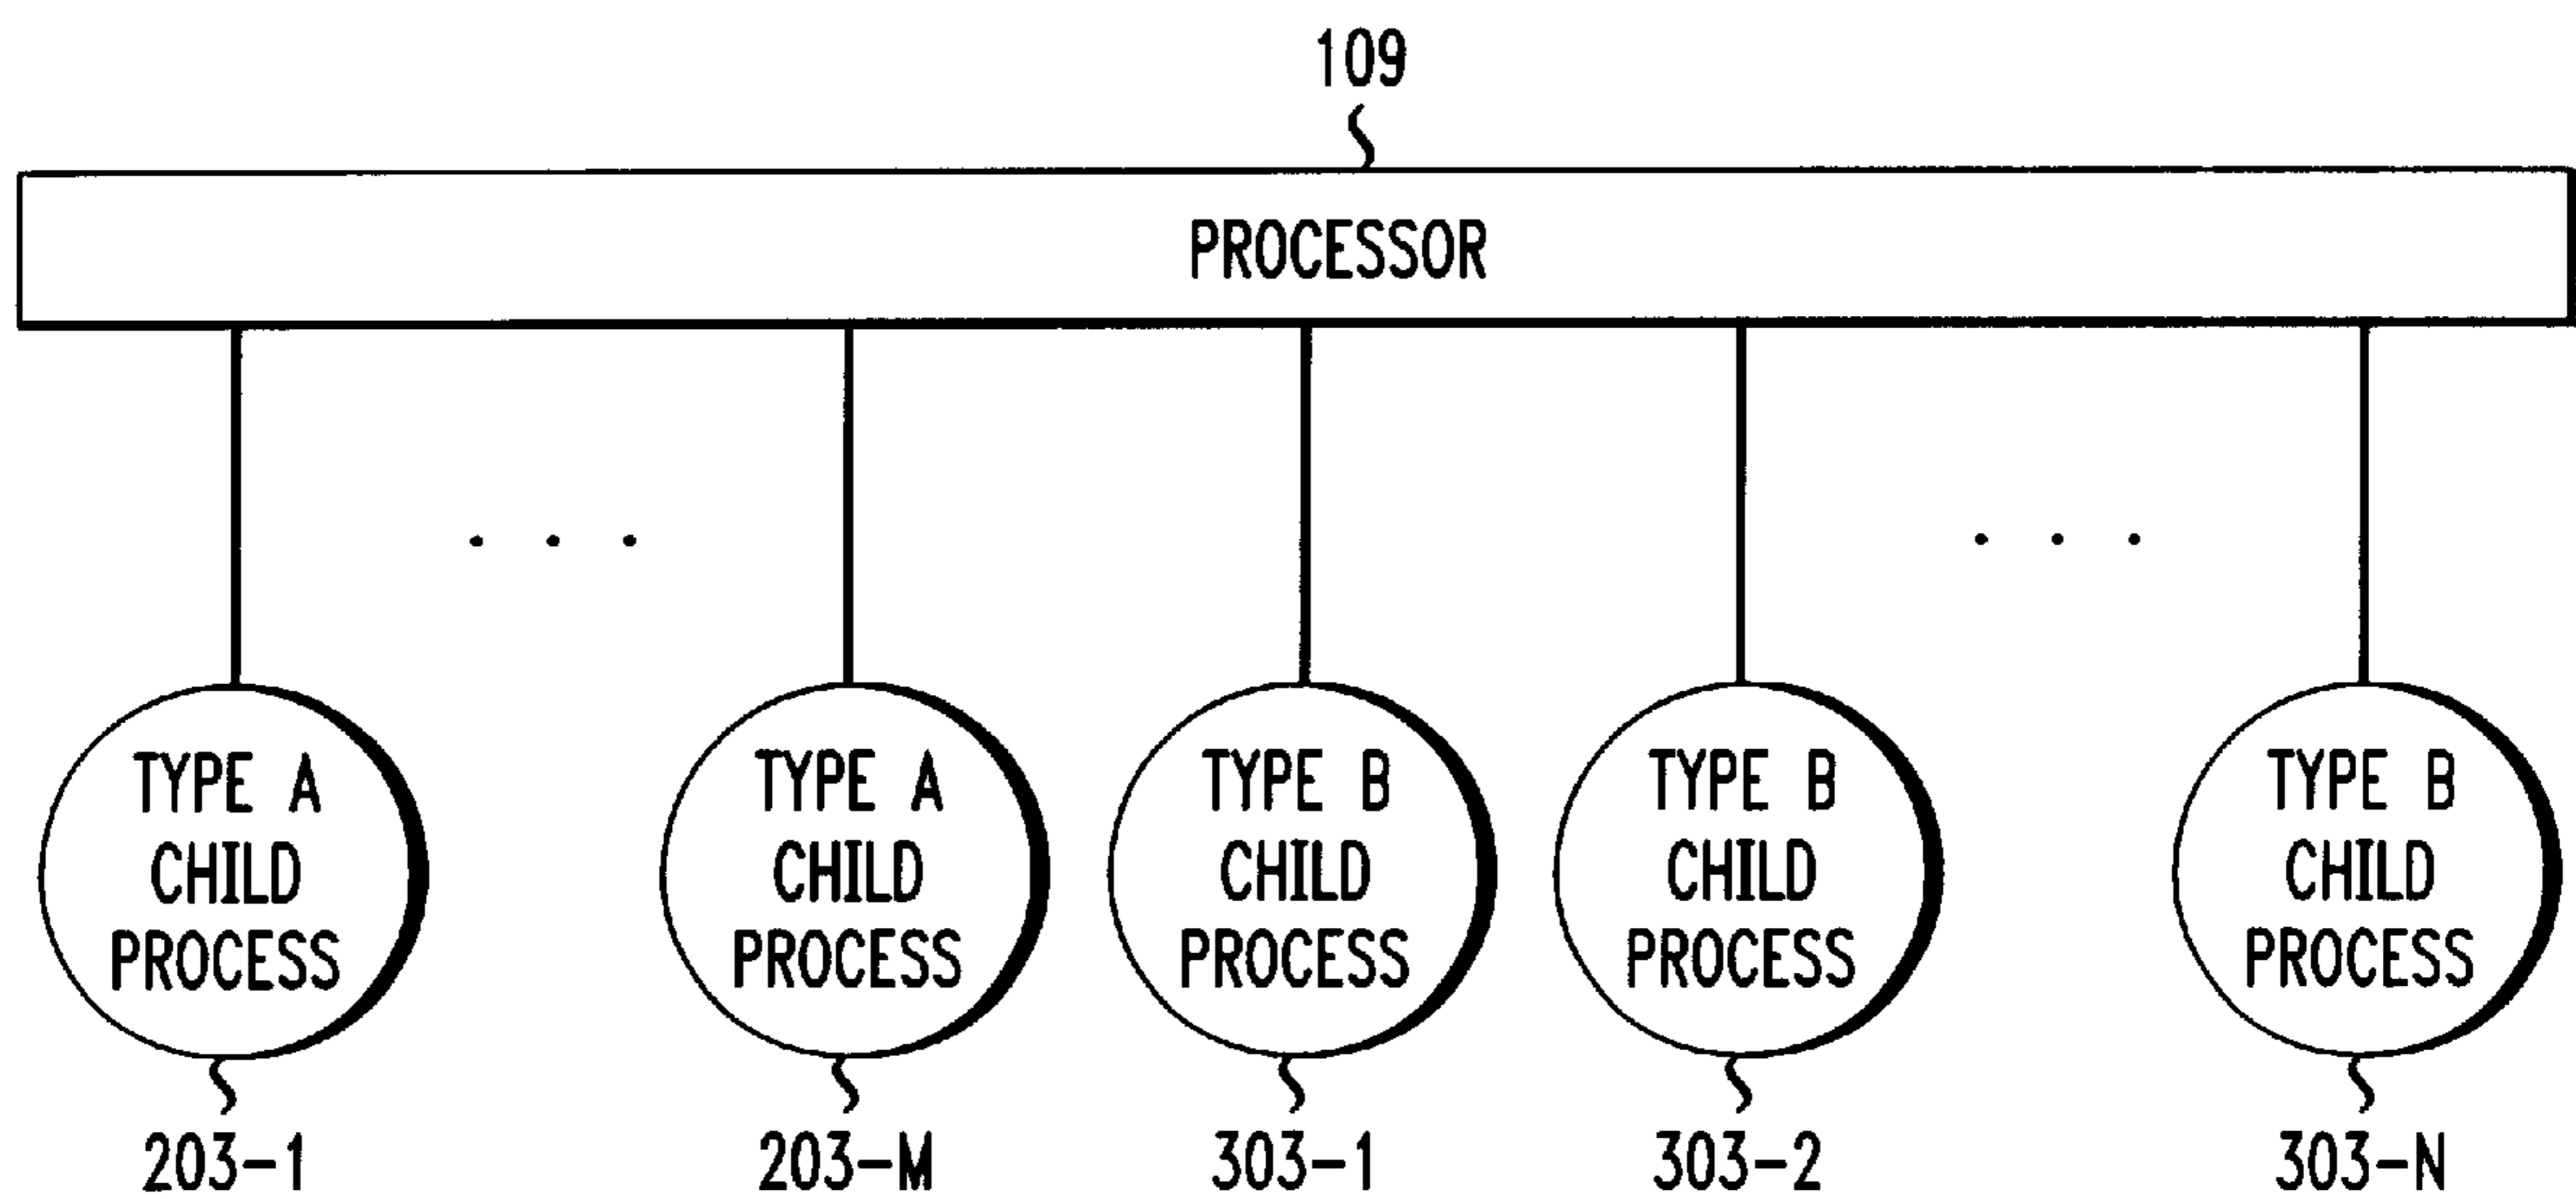 109
PROCESSOR
TYPE A
CHILD
PROCESS
TYPE A
CHILD
PROCESS
TYPE B
CHILD
PROCESS
TYPE B
CHILD
PROCESS
TYPE B
CHILD
PROCESS
203-1
203-M
303-1
303-2
303-N